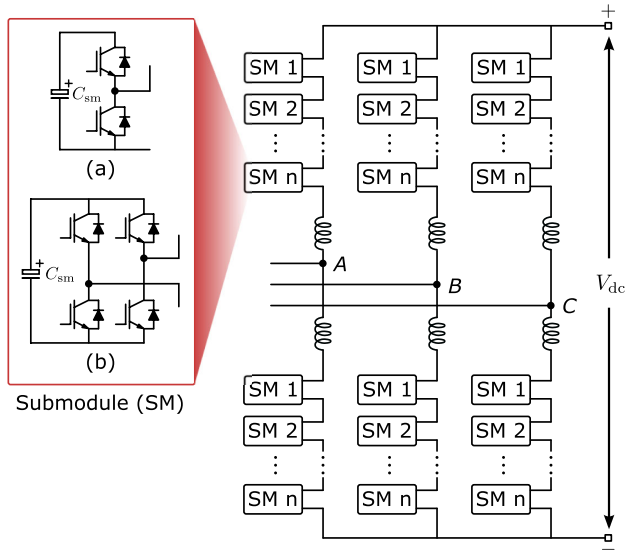 +
SM 1 SM 1 SM 1
SM 2 SM 2 SM 2
SM n SM n SM n
+
C_sm
(a)
+
C_sm
(b)
Submodule (SM)
A
B
C
V_dc
SM 1 SM 1 SM 1
SM 2 SM 2 SM 2
SM n SM n SM n
−